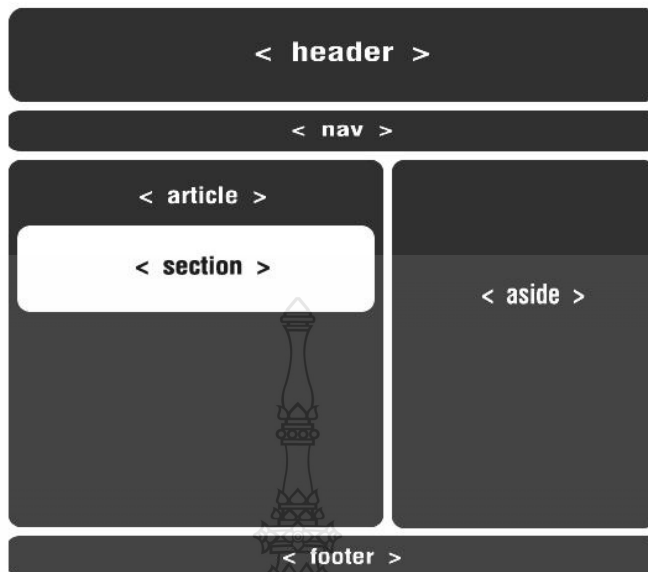 < header >
< nav >
< article >
< section >
< aside >
< footer >